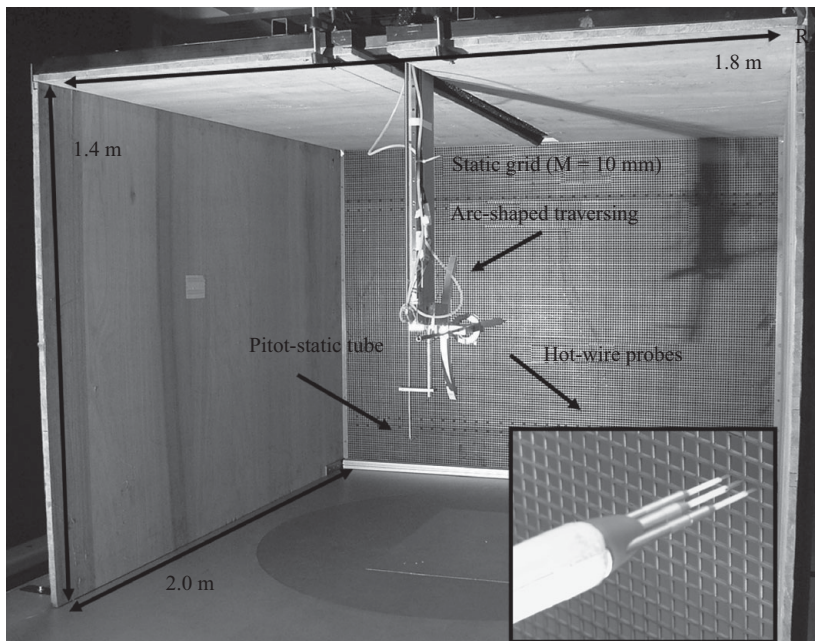 R
1.8 m
1.4 m
Static grid (M = 10 mm)
Arc-shaped traversing
Pitot-static tube
Hot-wire probes
2.0 m